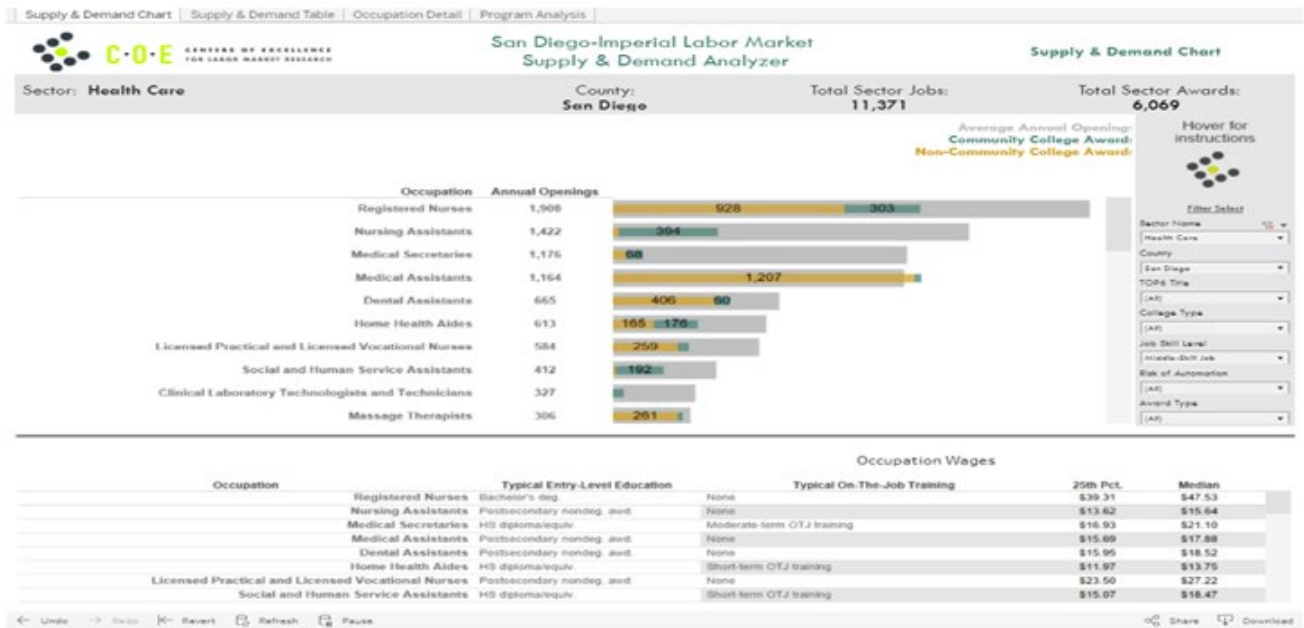 Supply & Demand Chart | Supply & Demand Table | Occupation Detail | Program Analysis
C·O·E CENTERS OF EXCELLENCE
FOR LABOR MARKET RESEARCH
San Diego-Imperial Labor Market
Supply & Demand Analyzer
Supply & Demand Chart
Sector: Health Care
County:
San Diego
Total Sector Jobs:
11,371
Total Sector Awards:
6,069
Average Annual Opening:
Community College Award:
Non-Community College Award:
Hover for
instructions
Occupation Annual Openings
Registered Nurses 1,908 928 303
Nursing Assistants 1,422 394
Medical Secretaries 1,176 68
Medical Assistants 1,164 1,207
Dental Assistants 665 406 60
Home Health Aides 613 165 176
Licensed Practical and Licensed Vocational Nurses 584 259
Social and Human Service Assistants 412 192
Clinical Laboratory Technologists and Technicians 327
Massage Therapists 306 261
Filter Select
Sector Name
Health Care
County
San Diego
TOP6 Title
(All)
College Type
(All)
Job Skill Level
Middle-Skill Job
Risk of Automation
(All)
Award Type
(All)
Occupation Wages
Occupation Typical Entry-Level Education Typical On-The-Job Training 25th Pct. Median
Registered Nurses Bachelor's deg. None $39.31 $47.53
Nursing Assistants Postsecondary nondeg. awd. None $13.62 $15.64
Medical Secretaries HS diploma/equiv. Moderate-term OTJ training $16.93 $21.10
Medical Assistants Postsecondary nondeg. awd. None $15.69 $17.88
Dental Assistants Postsecondary nondeg. awd. None $15.95 $18.52
Home Health Aides HS diploma/equiv. Short-term OTJ training $11.97 $13.75
Licensed Practical and Licensed Vocational Nurses Postsecondary nondeg. awd. None $23.50 $27.22
Social and Human Service Assistants HS diploma/equiv. Short-term OTJ training $15.07 $18.47
Undo Redo Revert Refresh Pause Share Download